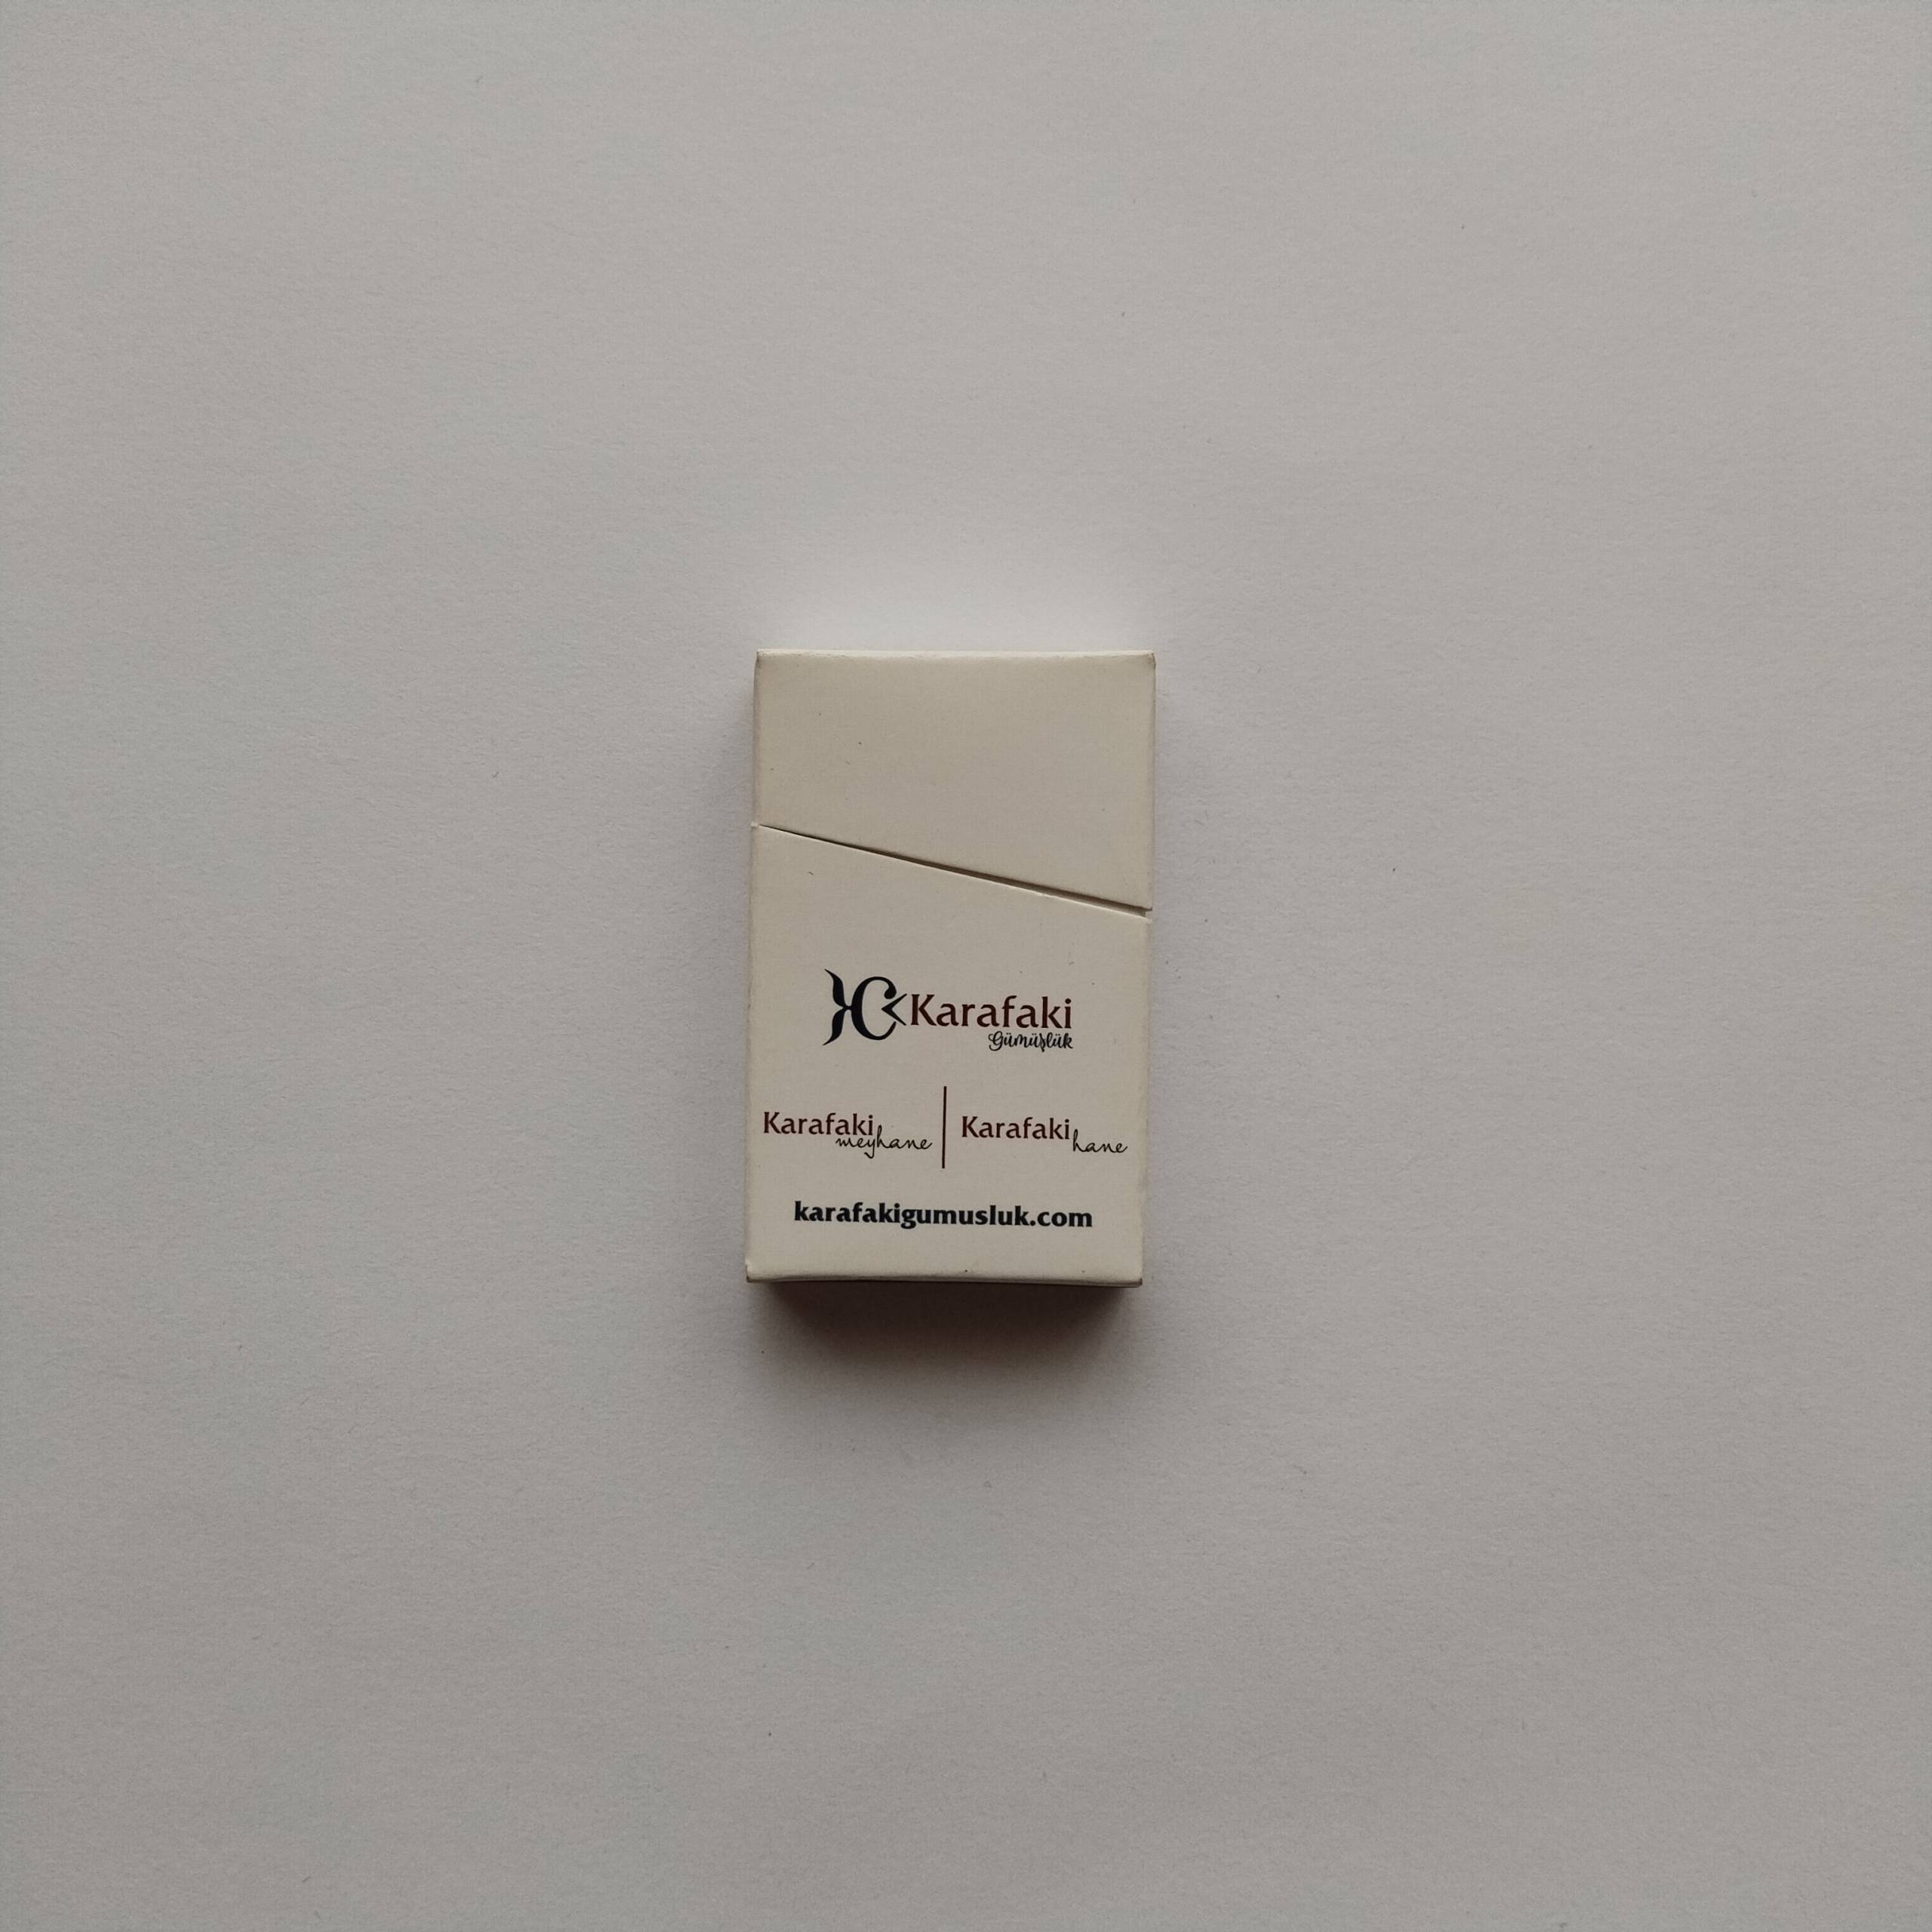 Karafaki
Gümüşlük
Karafaki meyhane
Karafaki hane
karafakigumusluk.com